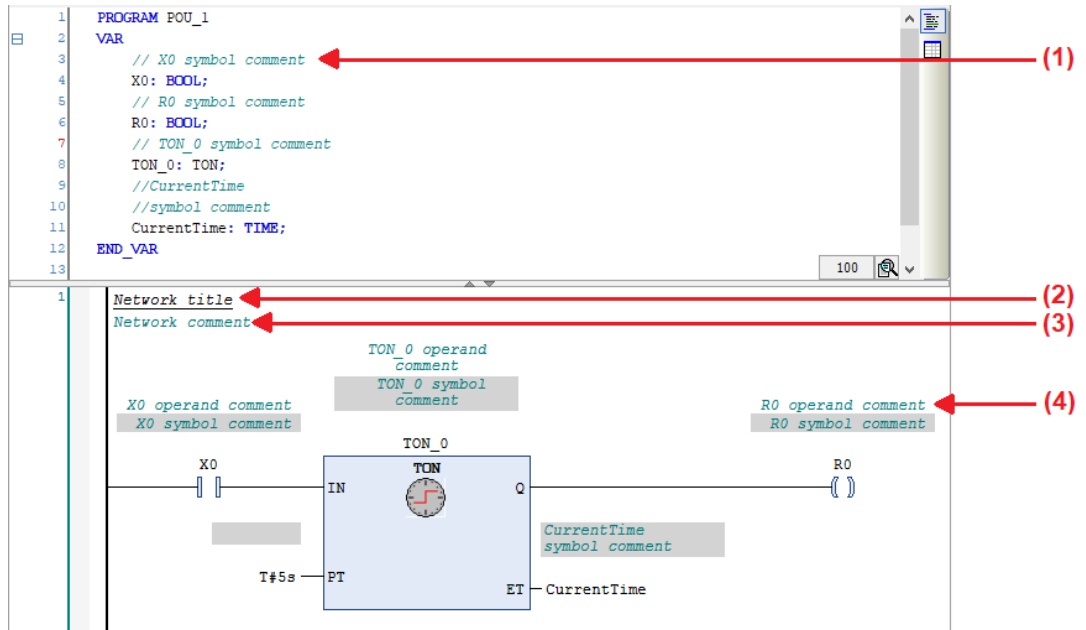 1 PROGRAM POU_1
2 VAR
3 // X0 symbol comment (1)
4 X0: BOOL;
5 // R0 symbol comment
6 R0: BOOL;
7 // TON_0 symbol comment
8 TON_0: TON;
9 //CurrentTime
10 //symbol comment
11 CurrentTime: TIME;
12 END_VAR
13
100
1 Network title (2)
Network comment (3)
TON_0 operand
comment
TON_0 symbol
comment
X0 operand comment
X0 symbol comment
R0 operand comment (4)
R0 symbol comment
X0
TON_0
TON
R0
IN
Q
CurrentTime
symbol comment
T#5s
PT
ET
CurrentTime